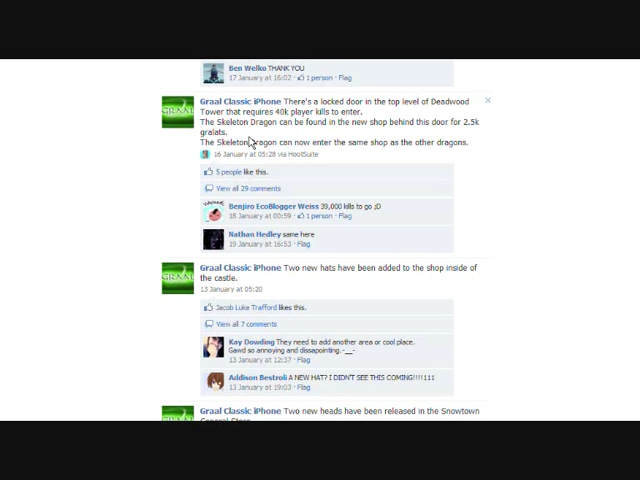 Ben Welko THANK YOU
17 January at 16:02 · 1 person · Flag
Graal Classic iPhone There's a locked door in the top level of Deadwood
Tower that requires 40k player kills to enter.
The Skeleton Dragon can be found in the new shop behind this door for 2.5k
gralats.
The Skeleton Dragon can now enter the same shop as the other dragons.
16 January at 05:28 via HootSuite
5 people like this.
View all 29 comments
Benjiro EcoBlogger Weiss 39,000 kills to go ;D
18 January at 00:59 · 1 person · Flag
Nathan Hedley same here
19 January at 16:53 · Flag
Graal Classic iPhone Two new hats have been added to the shop inside of
the castle.
13 January at 05:20
Jacob Luke Trafford likes this.
View all 7 comments
Kay Dowding They need to add another area or cool place.
Gawd so annoying and dissapointing. -__-
13 January at 12:37 · Flag
Addison Bestroli A NEW HAT? I DIDN'T SEE THIS COMING!!!!111
13 January at 19:03 · Flag
Graal Classic iPhone Two new heads have been released in the Snowtown
General Store.